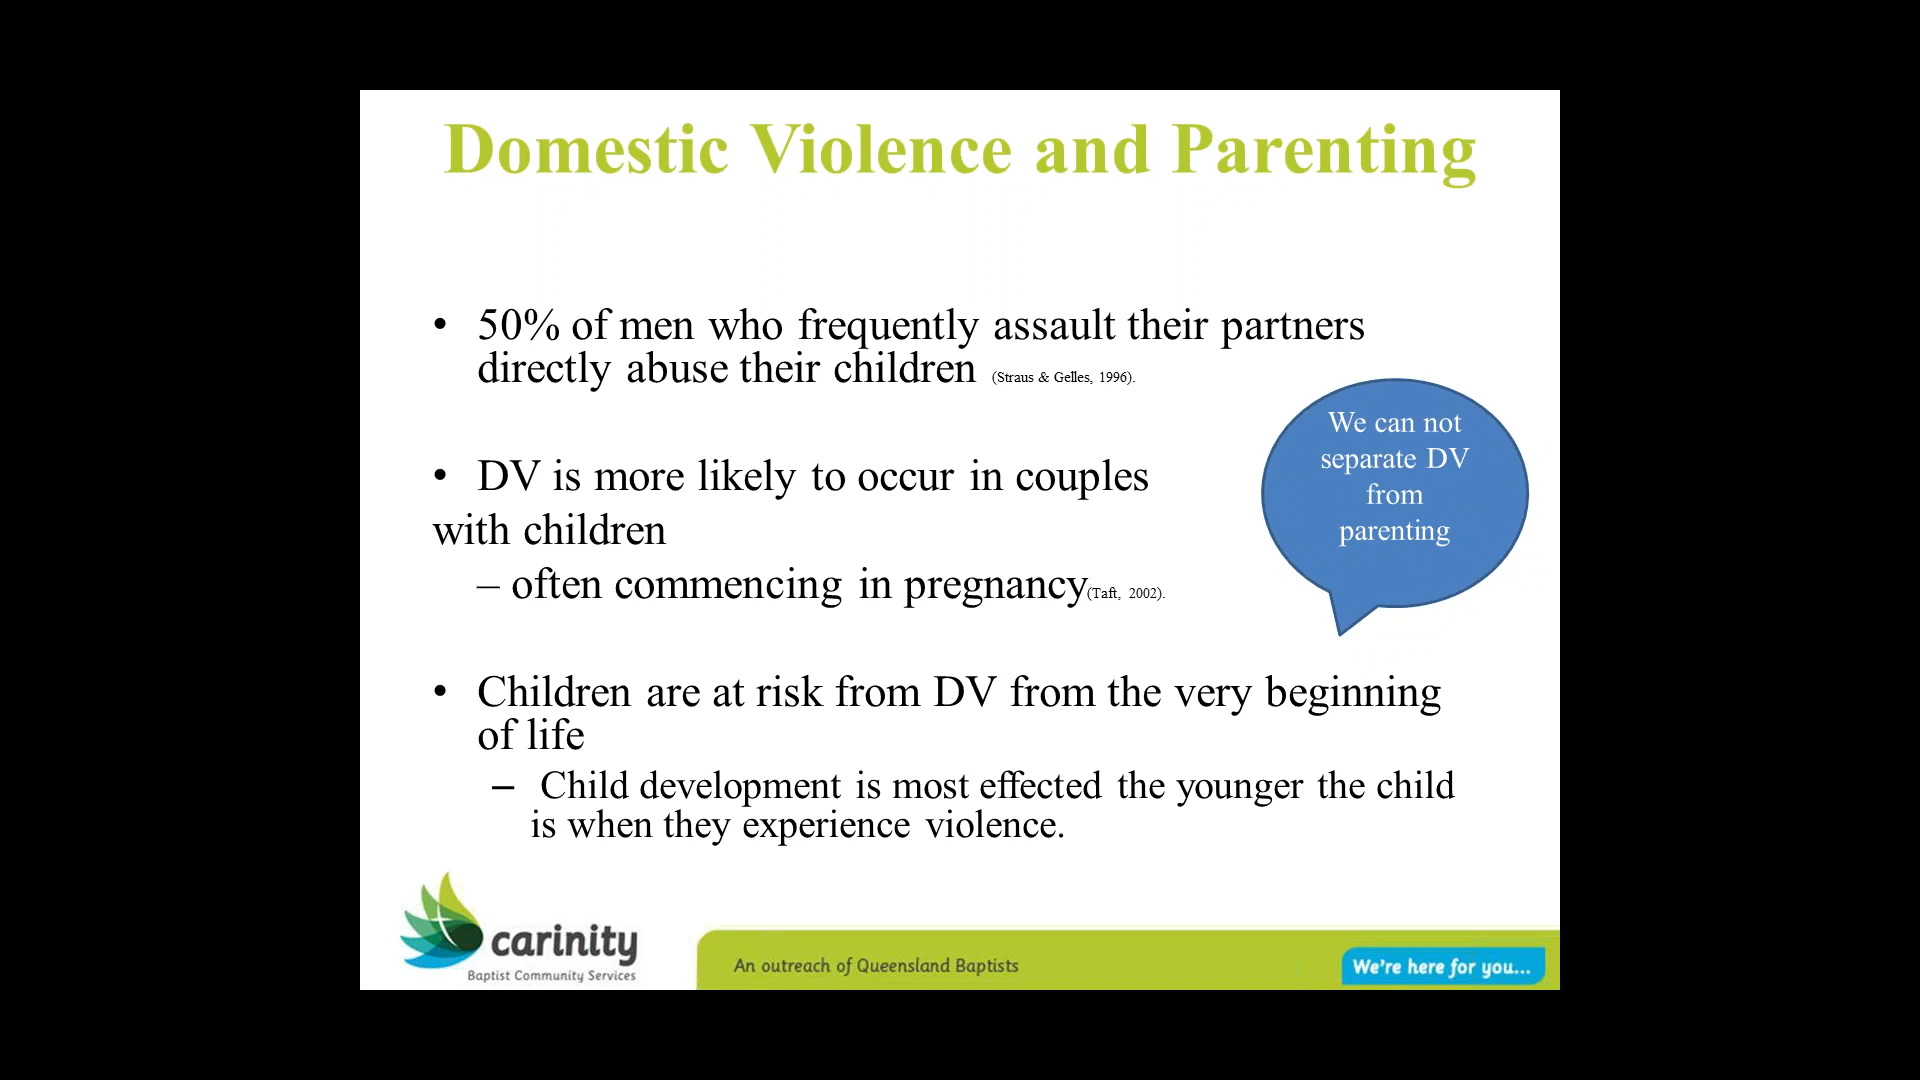 Domestic Violence and Parenting
• 50% of men who frequently assault their partners
directly abuse their children (Straus & Gelles, 1996).
• DV is more likely to occur in couples
with children
– often commencing in pregnancy(Taft, 2002).
We can not
separate DV
from
parenting
• Children are at risk from DV from the very beginning
of life
– Child development is most effected the younger the child
is when they experience violence.
carinity
Baptist Community Services
An outreach of Queensland Baptists
We're here for you...